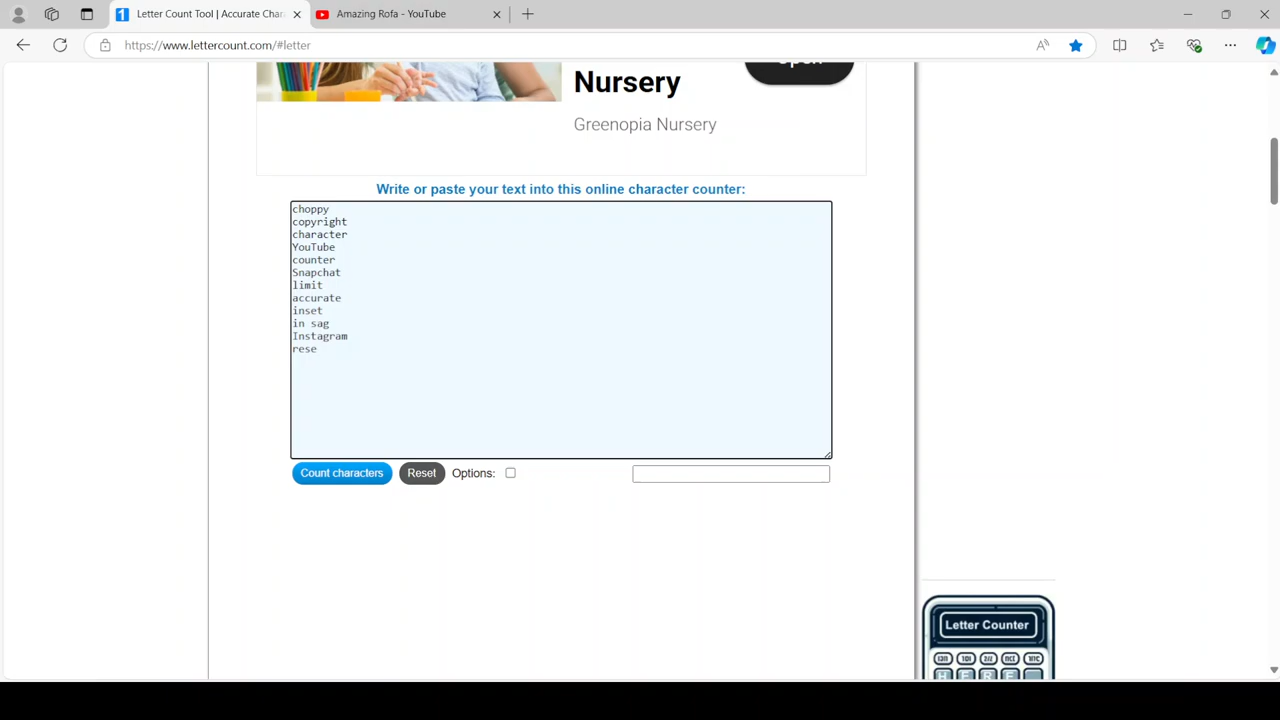 Letter Count Tool | Accurate Char
Amazing Rofa - YouTube
https://www.lettercount.com/#letter
Nursery
Open
Greenopia Nursery
Write or paste your text into this online character counter:
choppy
copyright
character
YouTube
counter
Snapchat
limit
accurate
inset
in sag
Instagram
rese
Count characters Reset Options:
Letter Counter